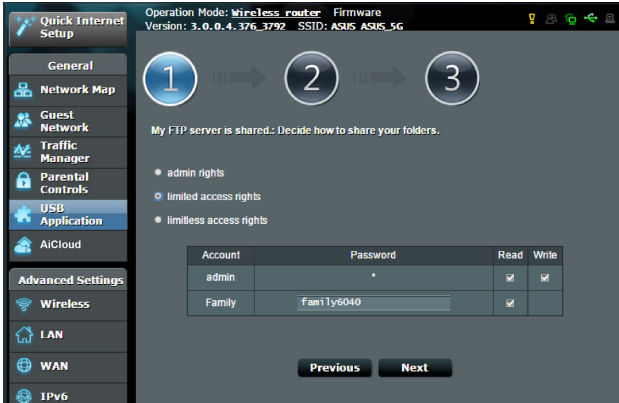 Quick Internet
Setup
Operation Mode: Wireless router Firmware
Version: 3.0.0.4.376_3792 SSID: ASUS ASUS_5G
General
Network Map
Guest
Network
Traffic
Manager
Parental
Controls
USB
Application
AiCloud
Advanced Settings
Wireless
LAN
WAN
IPv6
1
2
3
My FTP server is shared.: Decide how to share your folders.
admin rights
limited access rights
limitless access rights
Account Password Read Write
admin *
Family family6040
Previous Next